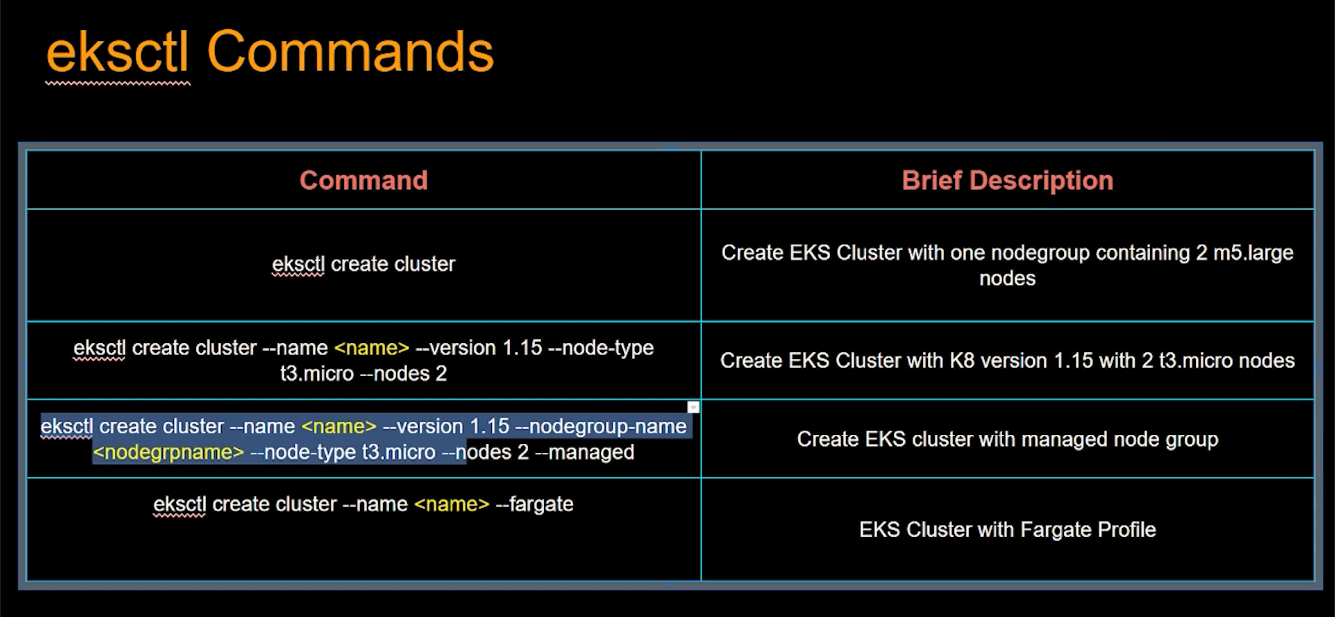 eksctl Commands
Command
Brief Description
eksctl create cluster
Create EKS Cluster with one nodegroup containing 2 m5.large
nodes
eksctl create cluster --name <name> --version 1.15 --node-type
t3.micro --nodes 2
Create EKS Cluster with K8 version 1.15 with 2 t3.micro nodes
eksctl create cluster --name <name> --version 1.15 --nodegroup-name
<nodegrpname> --node-type t3.micro --nodes 2 --managed
Create EKS cluster with managed node group
eksctl create cluster --name <name> --fargate
EKS Cluster with Fargate Profile